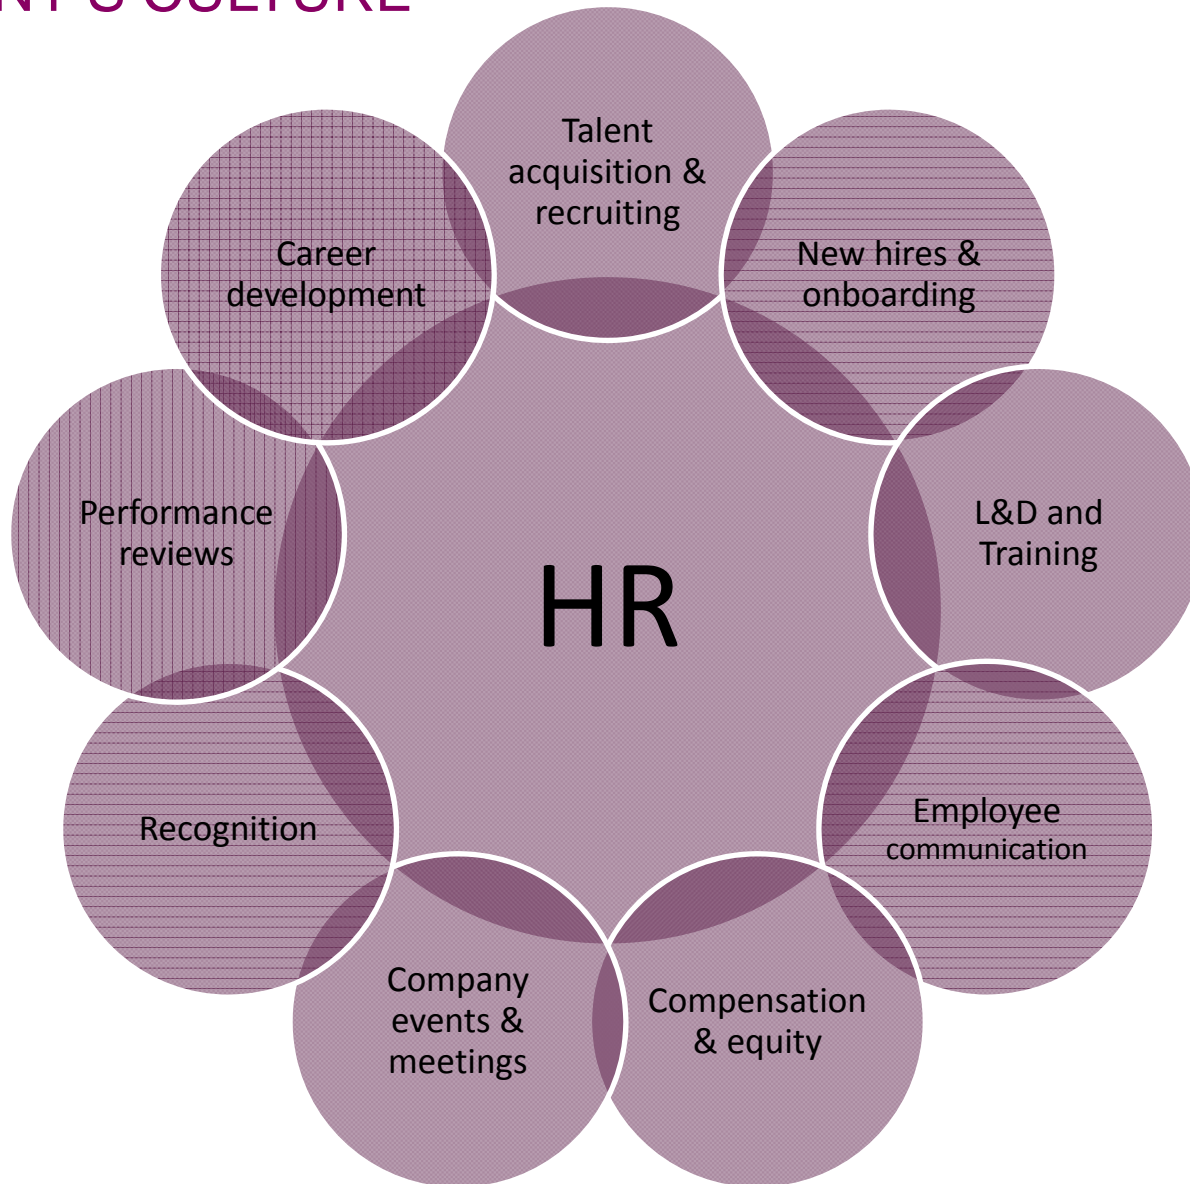 CULTURE
Talent
acquisition &
recruiting
New hires &
onboarding
L&D and
Training
Employee
communication
Compensation
& equity
Company
events &
meetings
Recognition
Performance
reviews
Career
development
HR